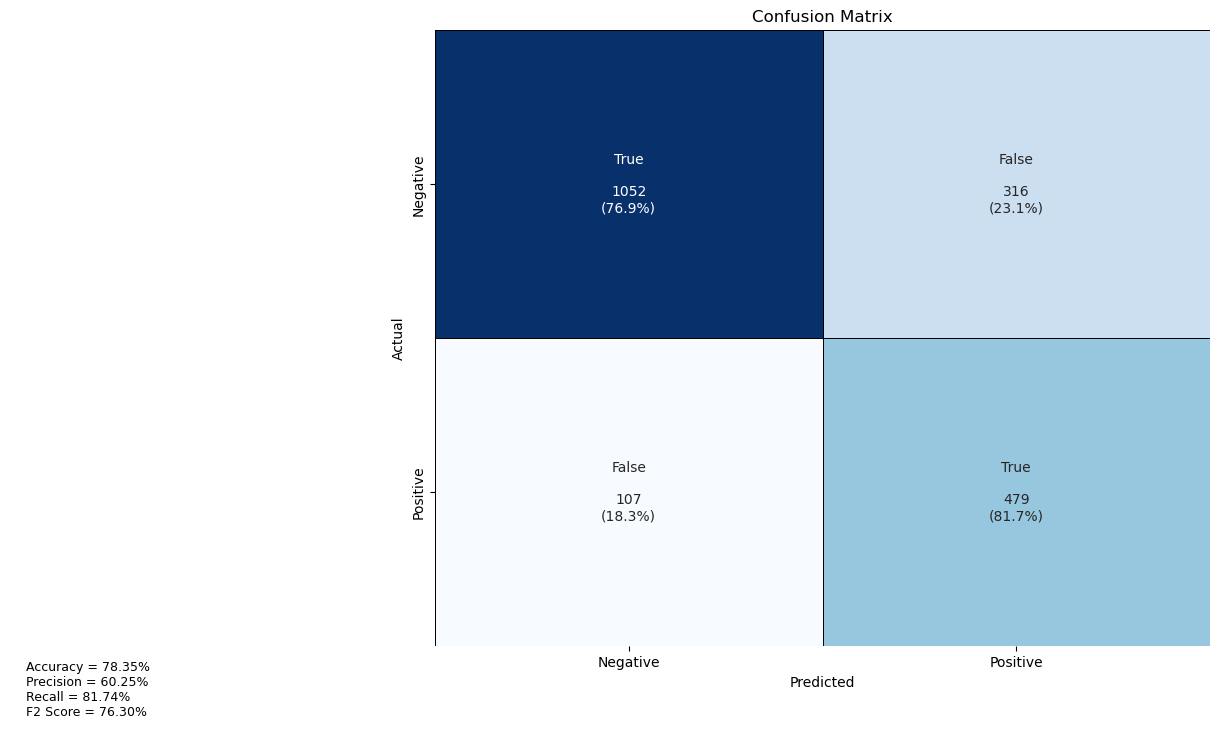 Confusion Matrix
Negative
True
1052
(76.9%)
False
316
(23.1%)
Actual
Positive
False
107
(18.3%)
True
479
(81.7%)
Negative
Positive
Predicted
Accuracy = 78.35%
Precision = 60.25%
Recall = 81.74%
F2 Score = 76.30%